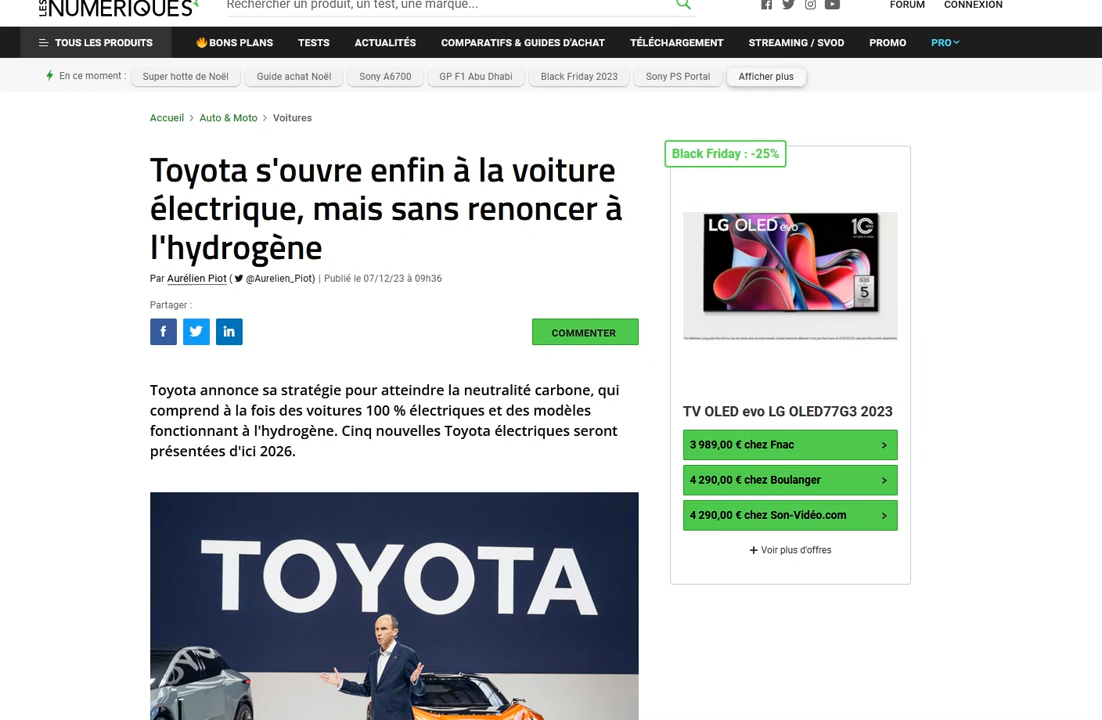 LES
NUMERIQUES
Rechercher un produit, un test, une marque...
FORUM
CONNEXION
TOUS LES PRODUITS
BONS PLANS
TESTS
ACTUALITÉS
COMPARATIFS & GUIDES D'ACHAT
TÉLÉCHARGEMENT
STREAMING / SVOD
PROMO
PRO
En ce moment :
Super hotte de Noël
Guide achat Noël
Sony A6700
GP F1 Abu Dhabi
Black Friday 2023
Sony PS Portal
Afficher plus
Accueil > Auto & Moto > Voitures
Toyota s'ouvre enfin à la voiture
électrique, mais sans renoncer à
l'hydrogène
Par Aurélien Piot ( @Aurelien_Piot) | Publié le 07/12/23 à 09h36
Partager :
COMMENTER
Toyota annonce sa stratégie pour atteindre la neutralité carbone, qui
comprend à la fois des voitures 100 % électriques et des modèles
fonctionnant à l'hydrogène. Cinq nouvelles Toyota électriques seront
présentées d'ici 2026.
TOYOTA
Black Friday : -25%
LG OLED evo
5
TV OLED evo LG OLED77G3 2023
3 989,00 € chez Fnac >
4 290,00 € chez Boulanger >
4 290,00 € chez Son-Vidéo.com >
+ Voir plus d'offres